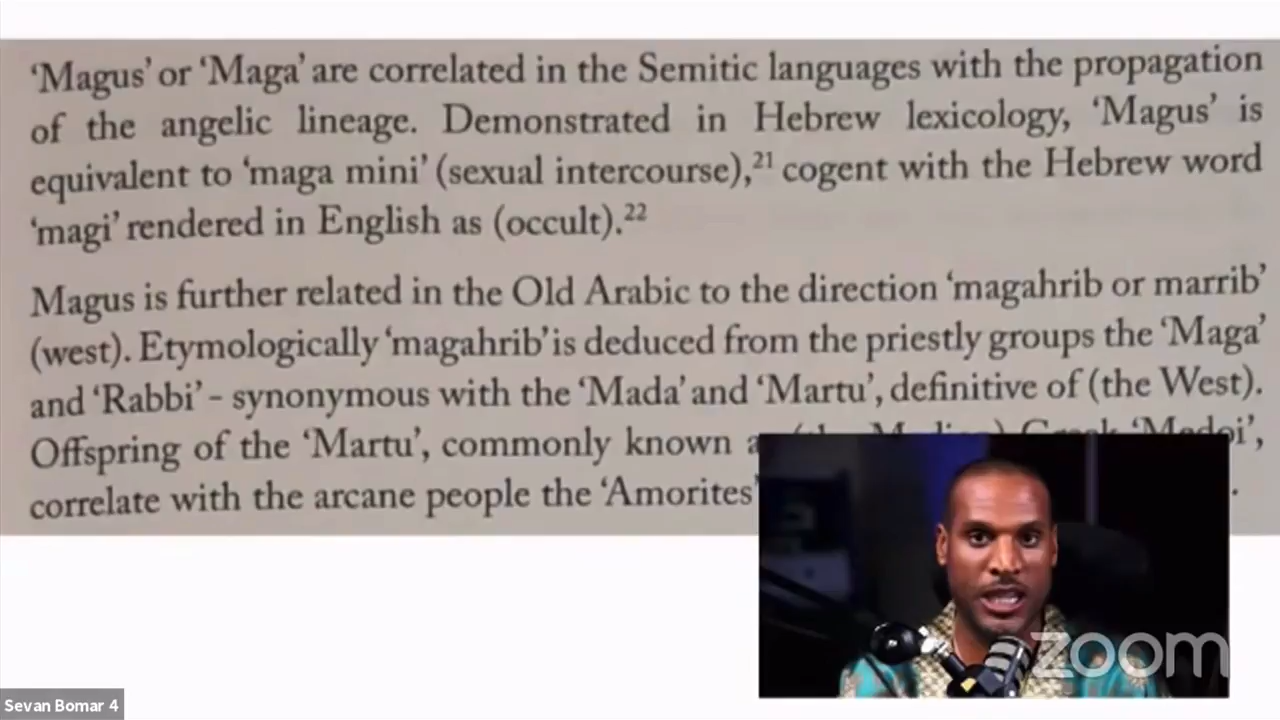 ‘Magus’ or ‘Maga’ are correlated in the Semitic languages with the propagation
of the angelic lineage. Demonstrated in Hebrew lexicology, ‘Magus’ is
equivalent to ‘maga mini’ (sexual intercourse),²¹ cogent with the Hebrew word
‘magi’ rendered in English as (occult).²²
Magus is further related in the Old Arabic to the direction ‘magahrib or marrib’
(west). Etymologically ‘magahrib’ is deduced from the priestly groups the ‘Maga’
and ‘Rabbi’ - synonymous with the ‘Mada’ and ‘Martu’, definitive of (the West).
Offspring of the ‘Martu’, commonly known
correlate with the arcane people the ‘Amorites’
zoom
Sevan Bomar 4